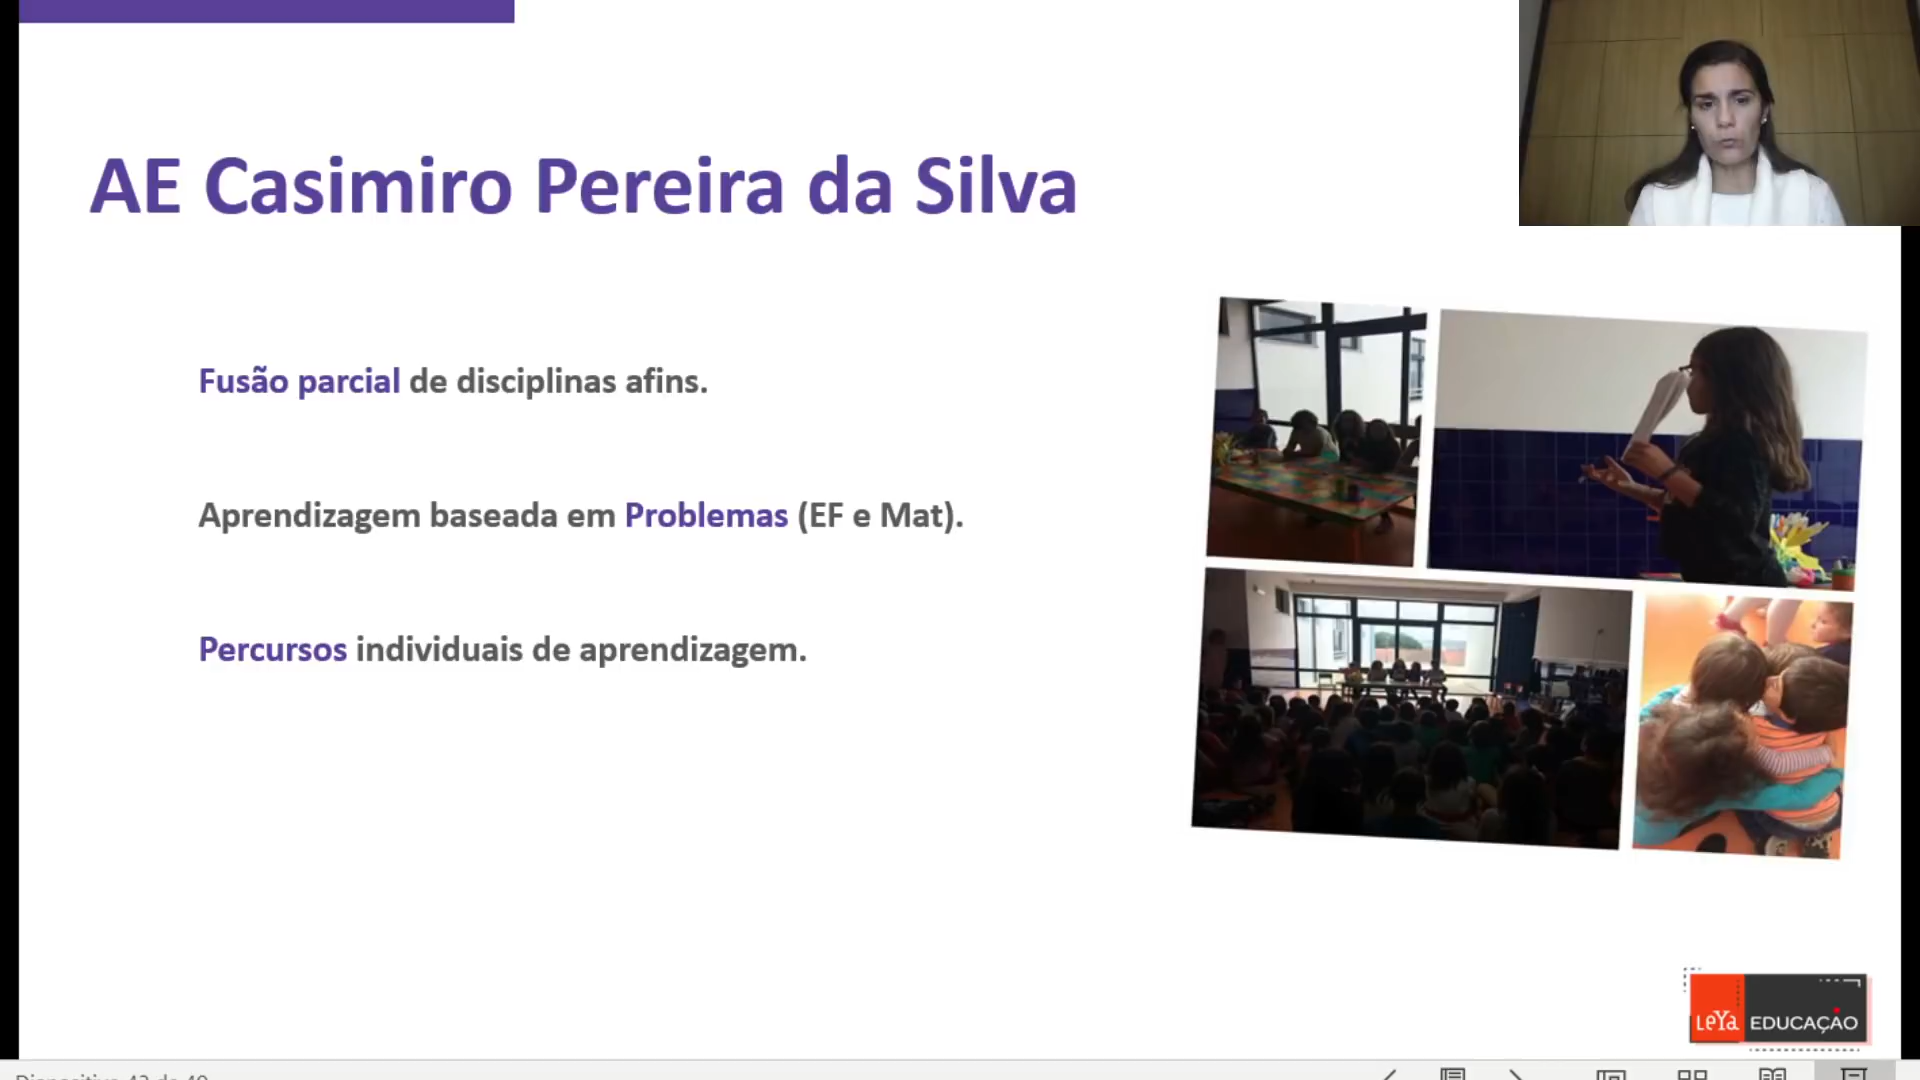 AE Casimiro Pereira da Silva
Fusão parcial de disciplinas afins.
Aprendizagem baseada em Problemas (EF e Mat).
Percursos individuais de aprendizagem.
LeYa EDUCAÇÃO